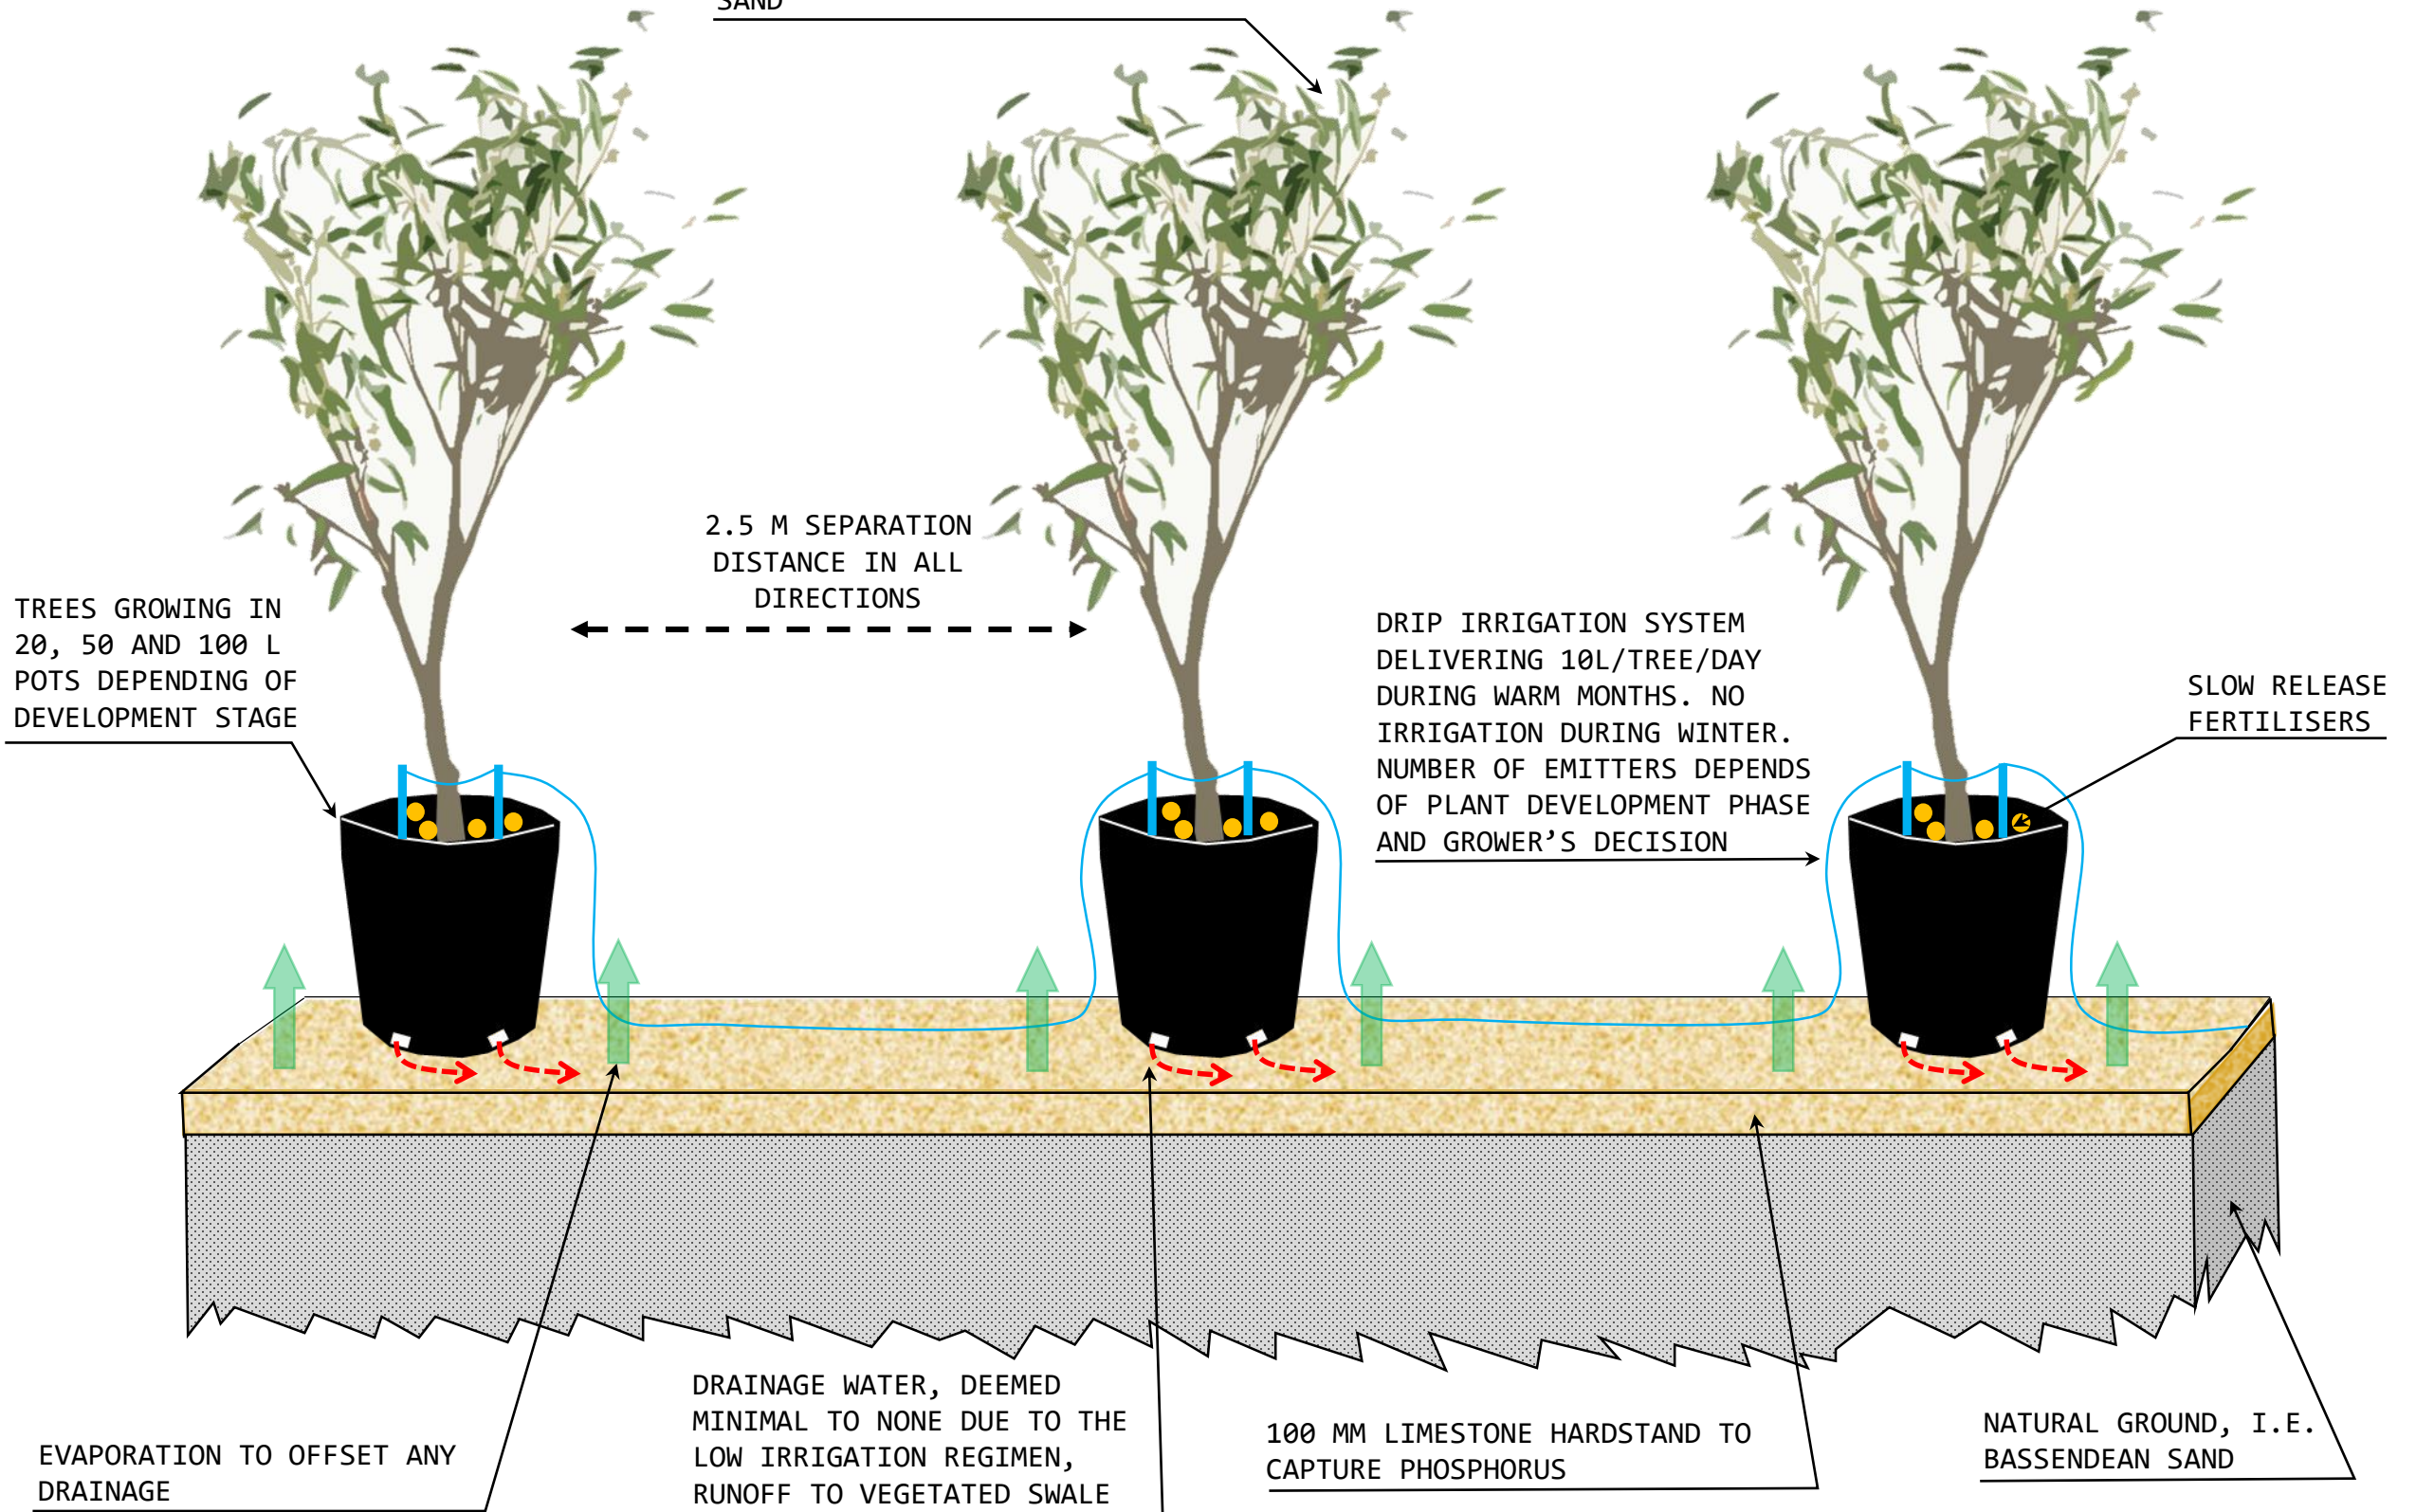 SAND
2.5 M SEPARATION
DISTANCE IN ALL
DIRECTIONS
TREES GROWING IN
20, 50 AND 100 L
POTS DEPENDING OF
DEVELOPMENT STAGE
DRIP IRRIGATION SYSTEM
DELIVERING 10L/TREE/DAY
DURING WARM MONTHS. NO
IRRIGATION DURING WINTER.
NUMBER OF EMITTERS DEPENDS
OF PLANT DEVELOPMENT PHASE
AND GROWER’S DECISION
SLOW RELEASE
FERTILISERS
EVAPORATION TO OFFSET ANY
DRAINAGE
DRAINAGE WATER, DEEMED
MINIMAL TO NONE DUE TO THE
LOW IRRIGATION REGIMEN,
RUNOFF TO VEGETATED SWALE
100 MM LIMESTONE HARDSTAND TO
CAPTURE PHOSPHORUS
NATURAL GROUND, I.E.
BASSENDEAN SAND